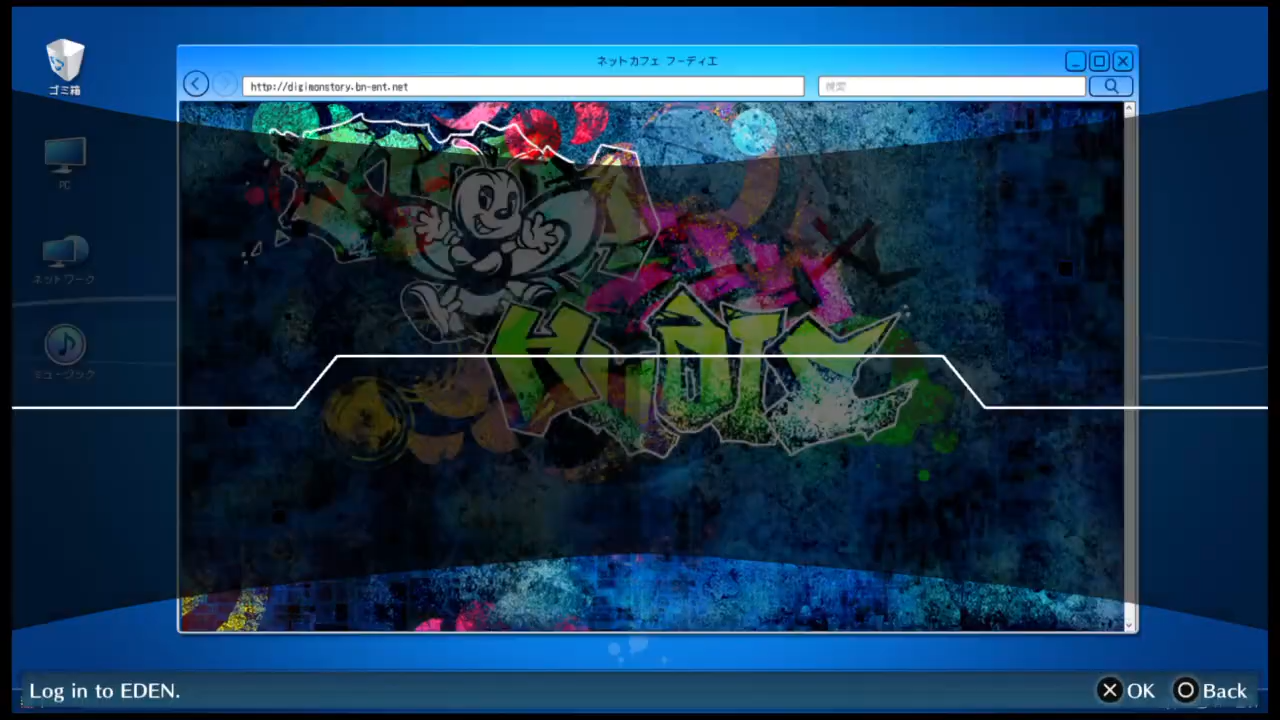 ゴミ箱
ネットカフェ フーディエ
http://digimonstory.bn-ent.net
検索
PC
ネットワーク
ミュージック
Log in to EDEN.
OK
Back